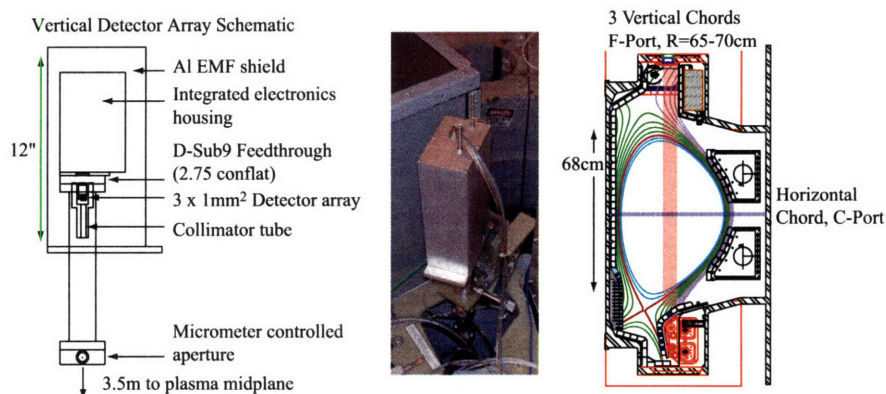 Vertical Detector Array Schematic
Al EMF shield
Integrated electronics
housing
12"
D-Sub9 Feedthrough
(2.75 conflat)
3 x 1mm² Detector array
Collimator tube
Micrometer controlled
aperture
3.5m to plasma midplane
3 Vertical Chords
F-Port, R=65-70cm
68cm
Horizontal
Chord, C-Port